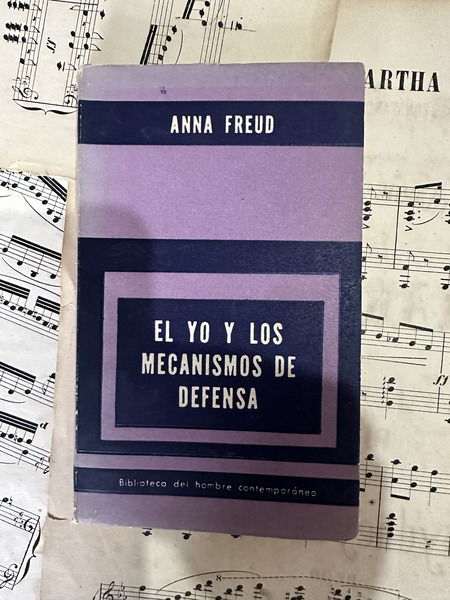 ARTHA
ANNA FREUD
EL YO Y LOS
MECANISMOS DE
DEFENSA
Biblioteca del hombre contemporáneo